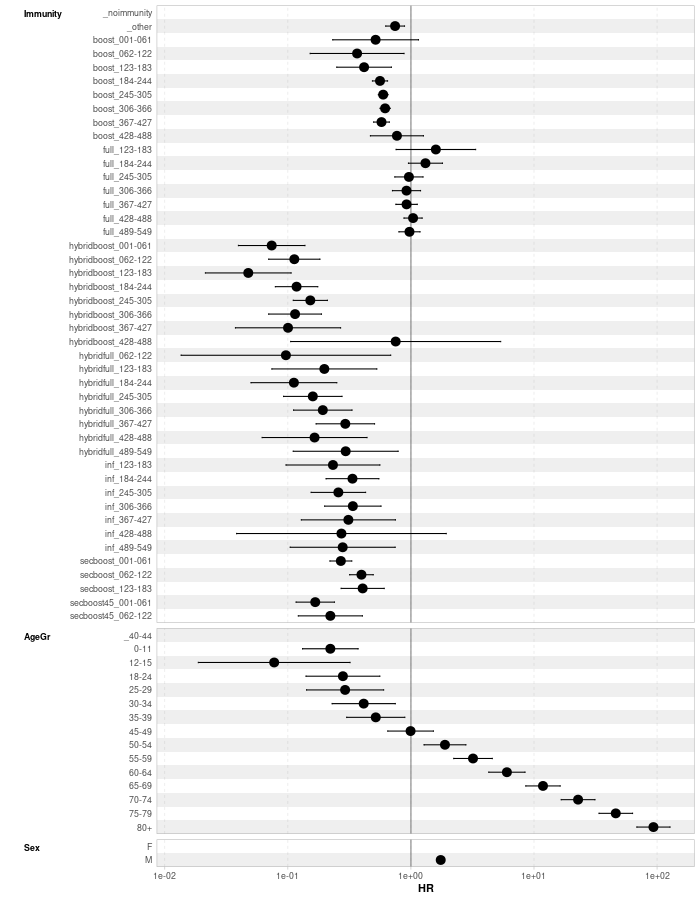 Immunity _noimmunity
_other
boost_001-061
boost_062-122
boost_123-183
boost_184-244
boost_245-305
boost_306-366
boost_367-427
boost_428-488
full_123-183
full_184-244
full_245-305
full_306-366
full_367-427
full_428-488
full_489-549
hybridboost_001-061
hybridboost_062-122
hybridboost_123-183
hybridboost_184-244
hybridboost_245-305
hybridboost_306-366
hybridboost_367-427
hybridboost_428-488
hybridfull_062-122
hybridfull_123-183
hybridfull_184-244
hybridfull_245-305
hybridfull_306-366
hybridfull_367-427
hybridfull_428-488
hybridfull_489-549
inf_123-183
inf_184-244
inf_245-305
inf_306-366
inf_367-427
inf_428-488
inf_489-549
secboost_001-061
secboost_062-122
secboost_123-183
secboost45_001-061
secboost45_062-122
AgeGr _40-44
0-11
12-15
18-24
25-29
30-34
35-39
45-49
50-54
55-59
60-64
65-69
70-74
75-79
80+
Sex F
M
1e-02 1e-01 1e+00 1e+01 1e+02
HR